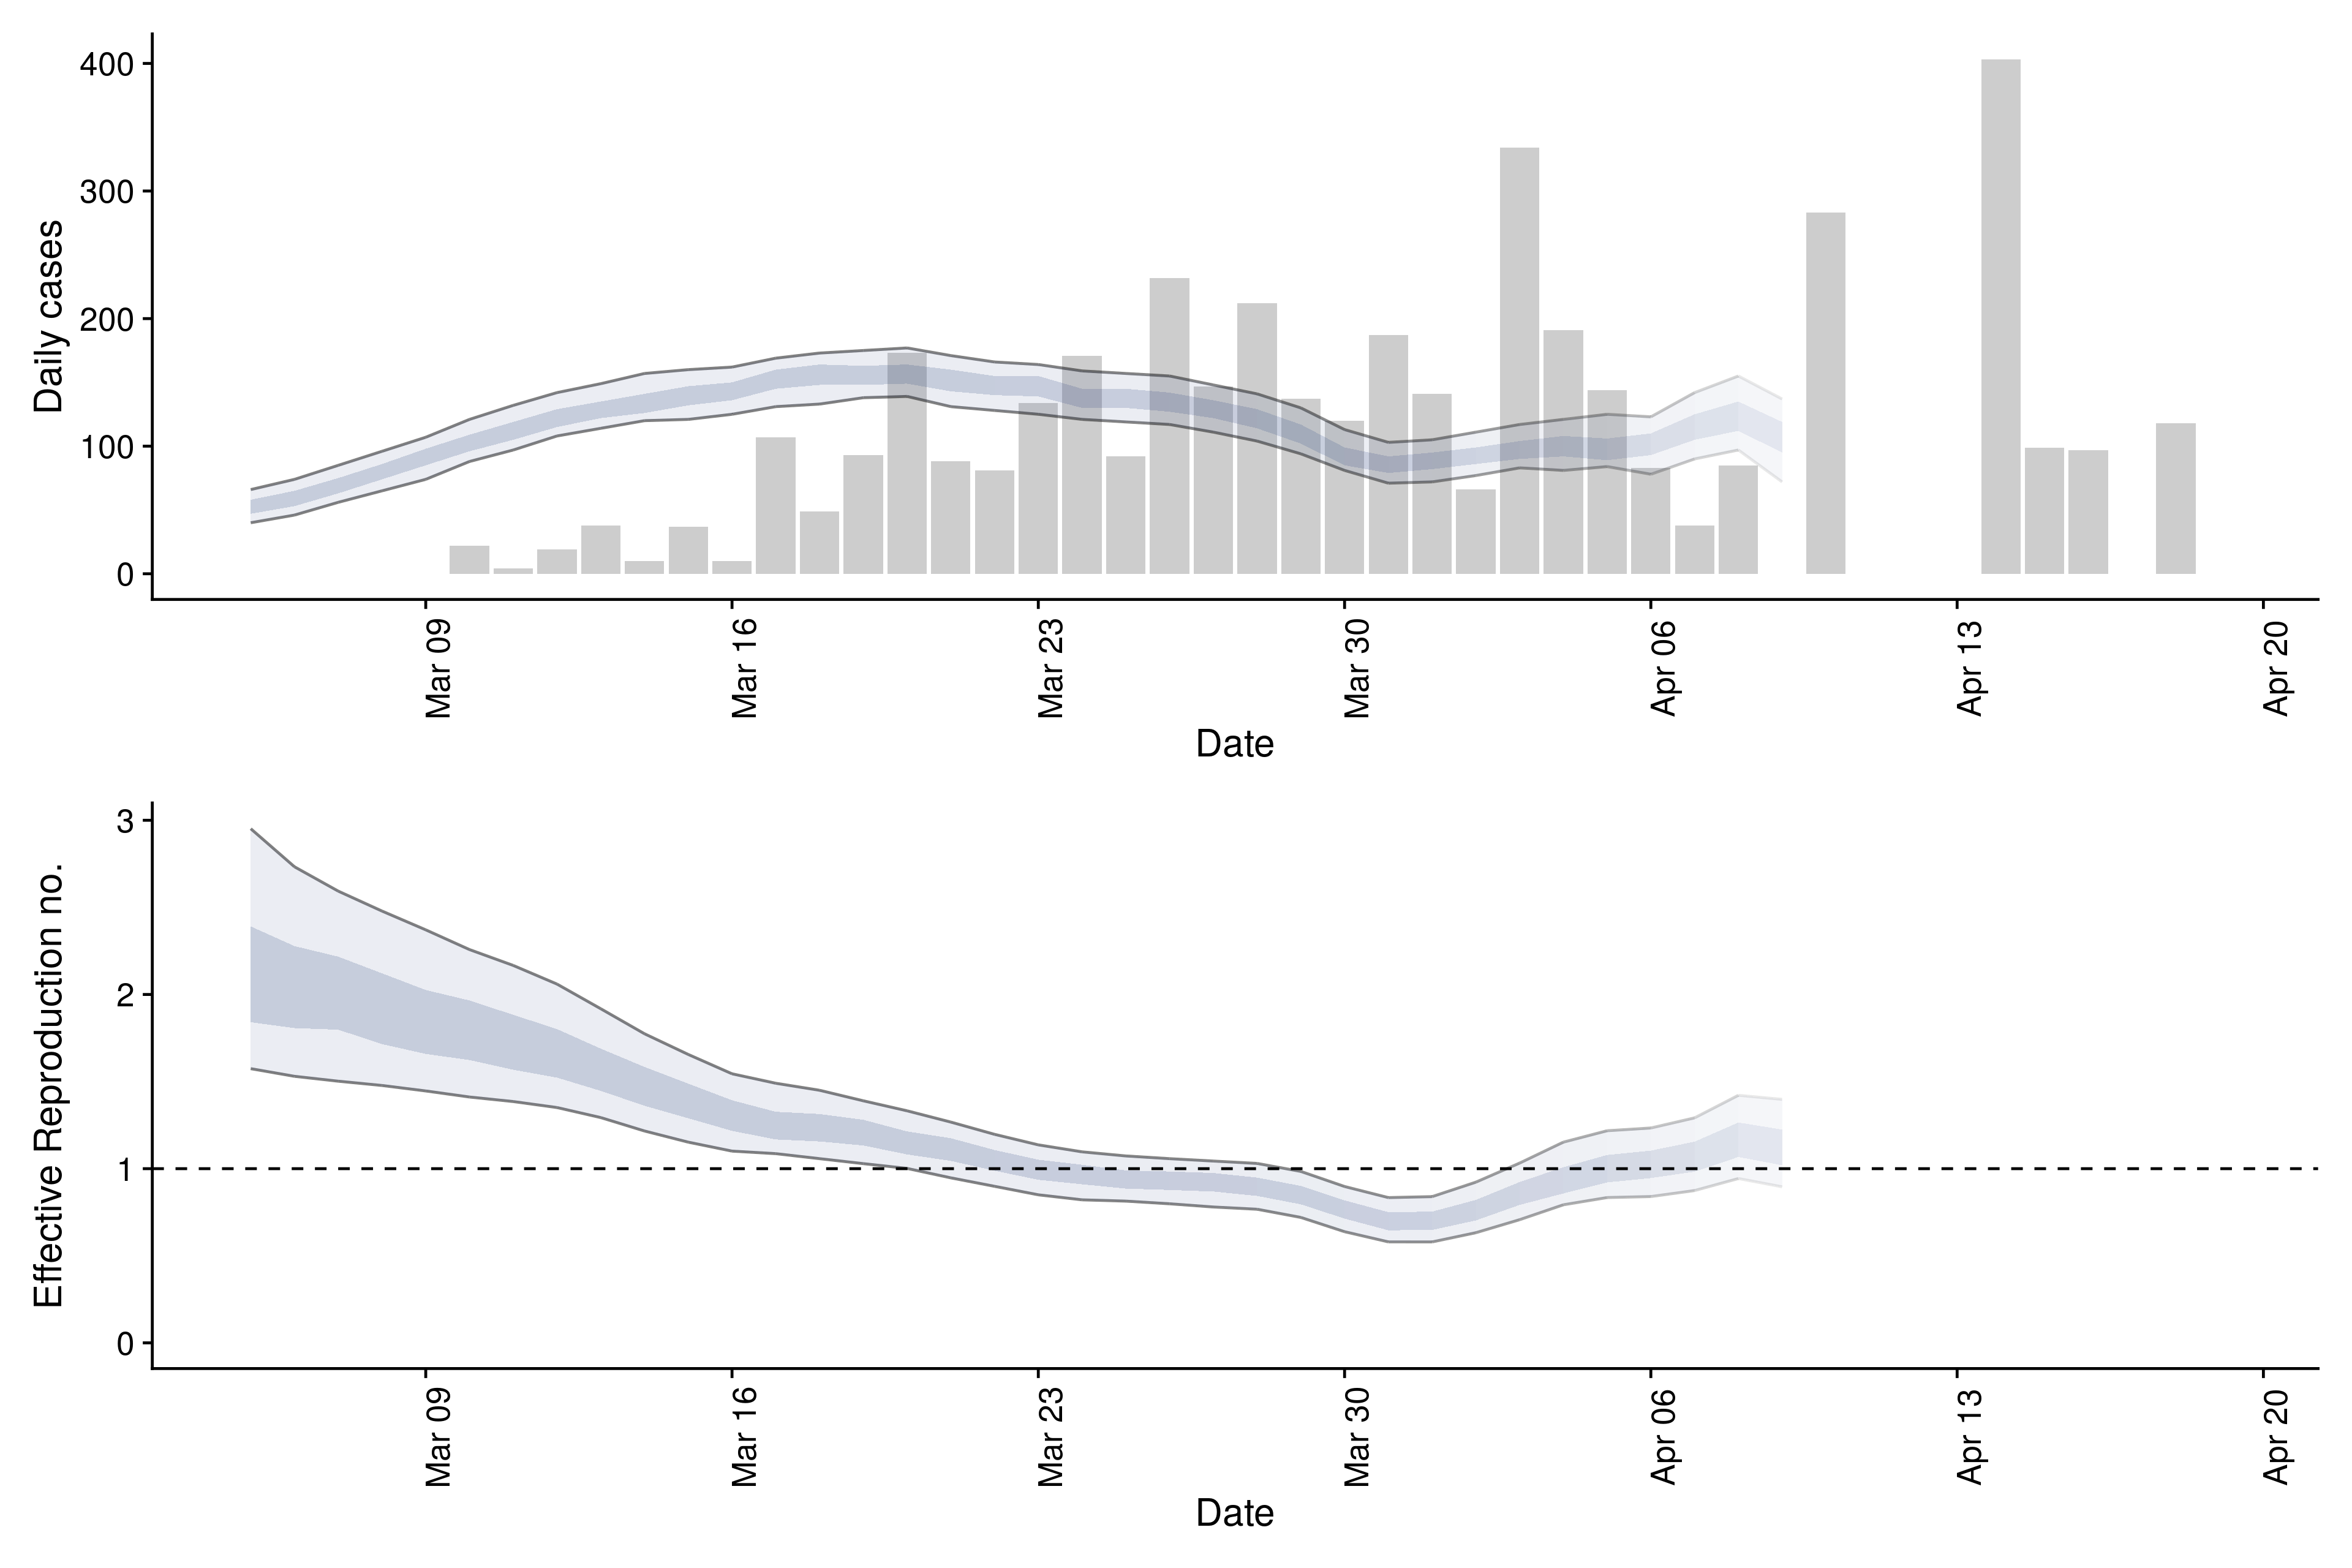 Daily cases
400
300
200
100
0
Mar 09
Mar 16
Mar 23
Mar 30
Apr 06
Apr 13
Apr 20
Date
Effective Reproduction no.
3
2
1
0
Mar 09
Mar 16
Mar 23
Mar 30
Apr 06
Apr 13
Apr 20
Date